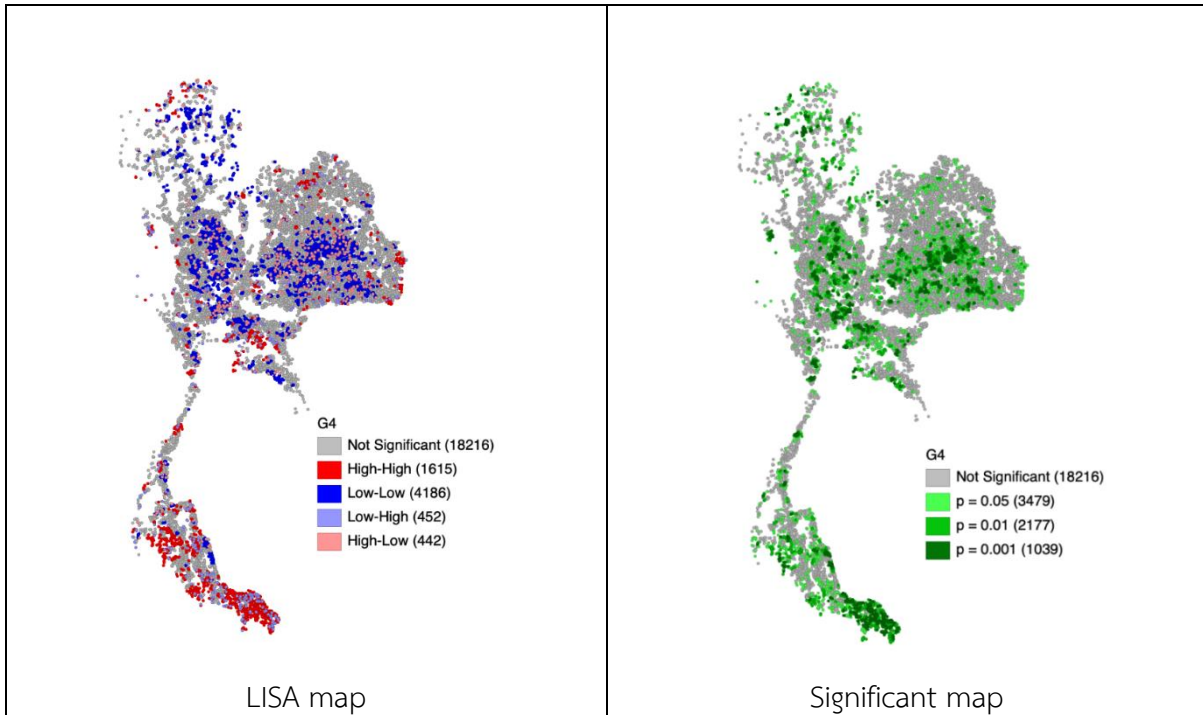 G4
Not Significant (18216)
High-High (1615)
Low-Low (4186)
Low-High (452)
High-Low (442)
LISA map
G4
Not Significant (18216)
p = 0.05 (3479)
p = 0.01 (2177)
p = 0.001 (1039)
Significant map